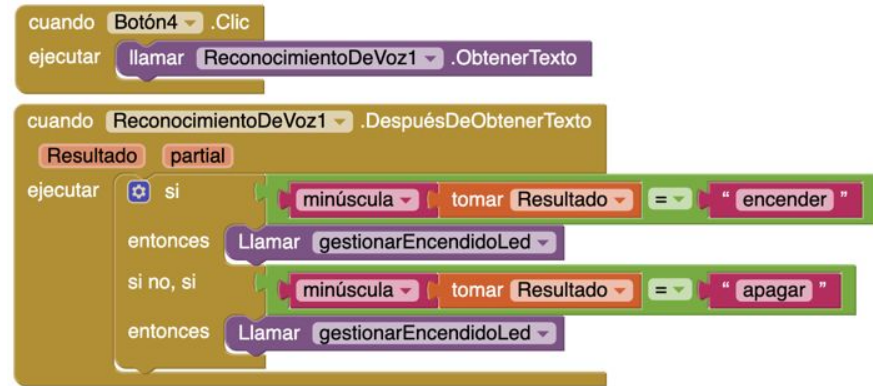 cuando Botón4 .Clic
ejecutar llamar ReconocimientoDeVoz1 .ObtenerTexto
cuando ReconocimientoDeVoz1 .DespuésDeObtenerTexto
Resultado partial
ejecutar si minúscula tomar Resultado = " encender "
entonces Llamar gestionarEncendidoLed
si no, si minúscula tomar Resultado = " apagar "
entonces Llamar gestionarEncendidoLed